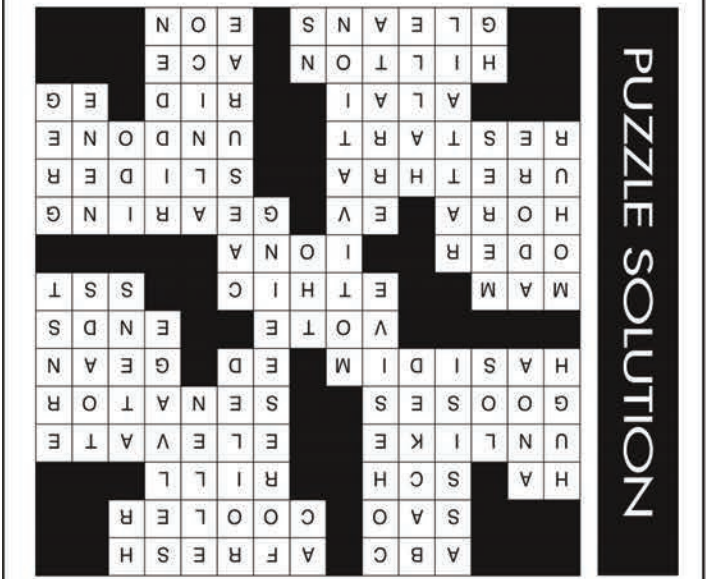 PUZZLE SOLUTION
A B C A F R E S H
S A O C O O L E R
H A S C H R I L L
U N L I K E E L E V A T E
G O O S E S S E N A T O R
H A S I D I M E D G E A N
V O T E E N D S
M A M E T H I C S S T
O D E R I O N A
H O R A E V G E A R I N G
U R E T H R A S L I D E R
R E S T A R T U N D O N E
A L A I R I D E G
H I L T O N A C E
G L E A N S E O N